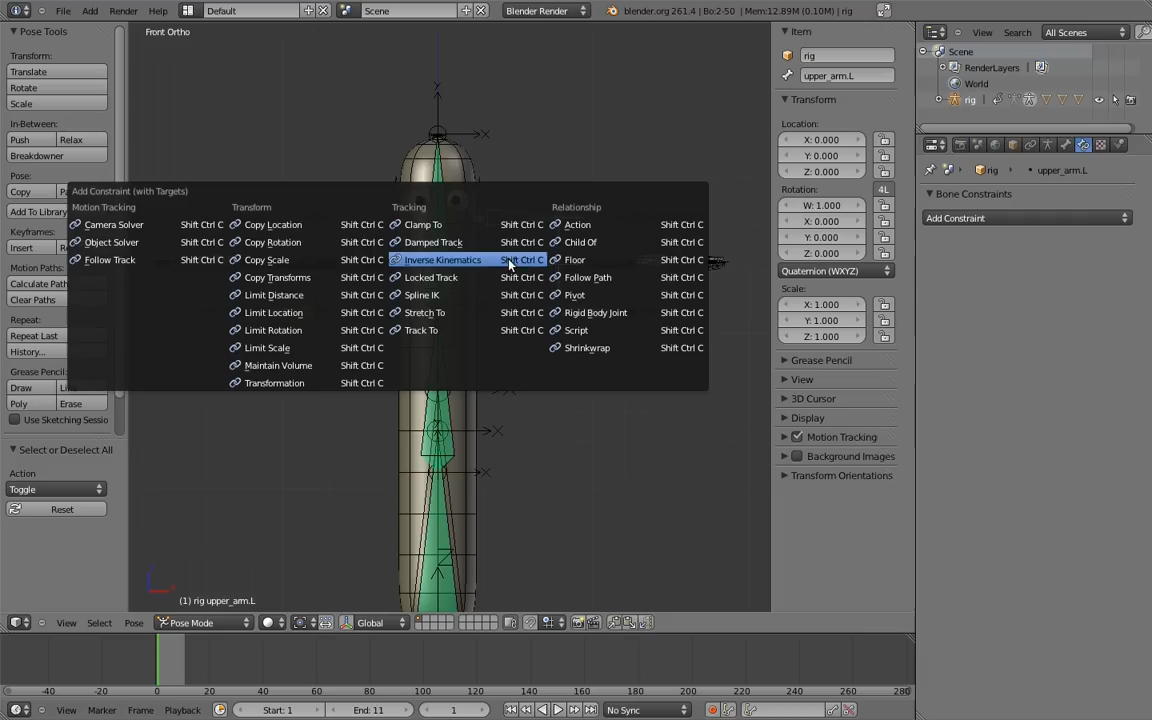 File Add Render Help Default Scene Blender Render blender.org 261.4 | Bo:2-50 | Mem:12.89M (0.10M) | rig
Pose Tools
Transform:
Translate
Rotate
Scale
In-Between:
Push Relax
Breakdowner
Pose:
Copy
Add To Library
Keyframes:
Insert
Motion Paths:
Calculate Path
Clear Paths
Repeat:
Repeat Last
History...
Grease Pencil:
Draw
Poly Erase
Use Sketching Sessio
Select or Deselect All
Action
Toggle
Reset
Front Ortho
Y
X
X
X
Z
(1) rig upper_arm.L
Add Constraint (with Targets)
Motion Tracking
Camera Solver Shift Ctrl C
Object Solver Shift Ctrl C
Follow Track Shift Ctrl C
Transform
Copy Location Shift Ctrl C
Copy Rotation Shift Ctrl C
Copy Scale Shift Ctrl C
Copy Transforms Shift Ctrl C
Limit Distance Shift Ctrl C
Limit Location Shift Ctrl C
Limit Rotation Shift Ctrl C
Limit Scale Shift Ctrl C
Maintain Volume Shift Ctrl C
Transformation Shift Ctrl C
Tracking
Clamp To Shift Ctrl C
Damped Track Shift Ctrl C
Inverse Kinematics Shift Ctrl C
Locked Track Shift Ctrl C
Spline IK Shift Ctrl C
Stretch To Shift Ctrl C
Track To Shift Ctrl C
Relationship
Action Shift Ctrl C
Child Of Shift Ctrl C
Floor Shift Ctrl C
Follow Path Shift Ctrl C
Pivot Shift Ctrl C
Rigid Body Joint Shift Ctrl C
Script Shift Ctrl C
Shrinkwrap Shift Ctrl C
Item
rig
upper_arm.L
Transform
Location:
X: 0.000
Y: 0.000
Z: 0.000
Rotation: 4L
W: 1.000
X: 0.000
Y: 0.000
Z: 0.000
Quaternion (WXYZ)
Scale:
X: 1.000
Y: 1.000
Z: 1.000
Grease Pencil
View
3D Cursor
Display
Motion Tracking
Background Images
Transform Orientations
View Search All Scenes
Scene
RenderLayers
World
rig
rig upper_arm.L
Bone Constraints
Add Constraint
View Select Pose Pose Mode Global
-40 -20 0 20 40 60 80 100 120 140 160 180 200 220 240 260 280
View Marker Frame Playback Start: 1 End: 11 1 No Sync